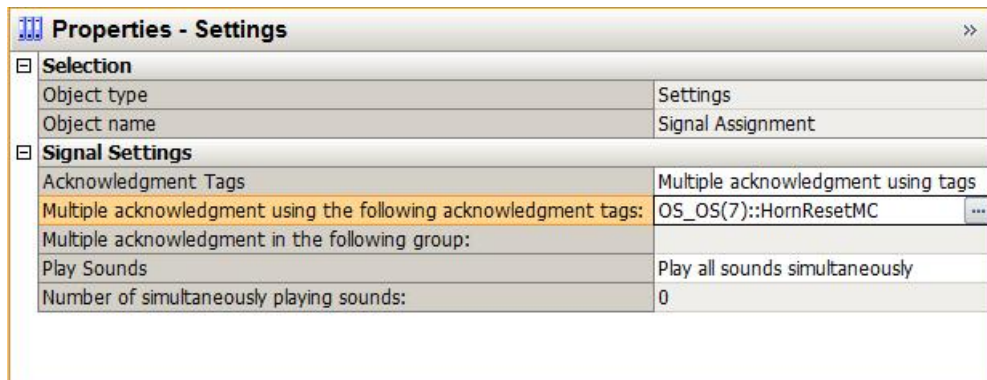 Properties - Settings »
Selection
Object type Settings
Object name Signal Assignment
Signal Settings
Acknowledgment Tags Multiple acknowledgment using tags
Multiple acknowledgment using the following acknowledgment tags: OS_OS(7)::HornResetMC ...
Multiple acknowledgment in the following group:
Play Sounds Play all sounds simultaneously
Number of simultaneously playing sounds: 0